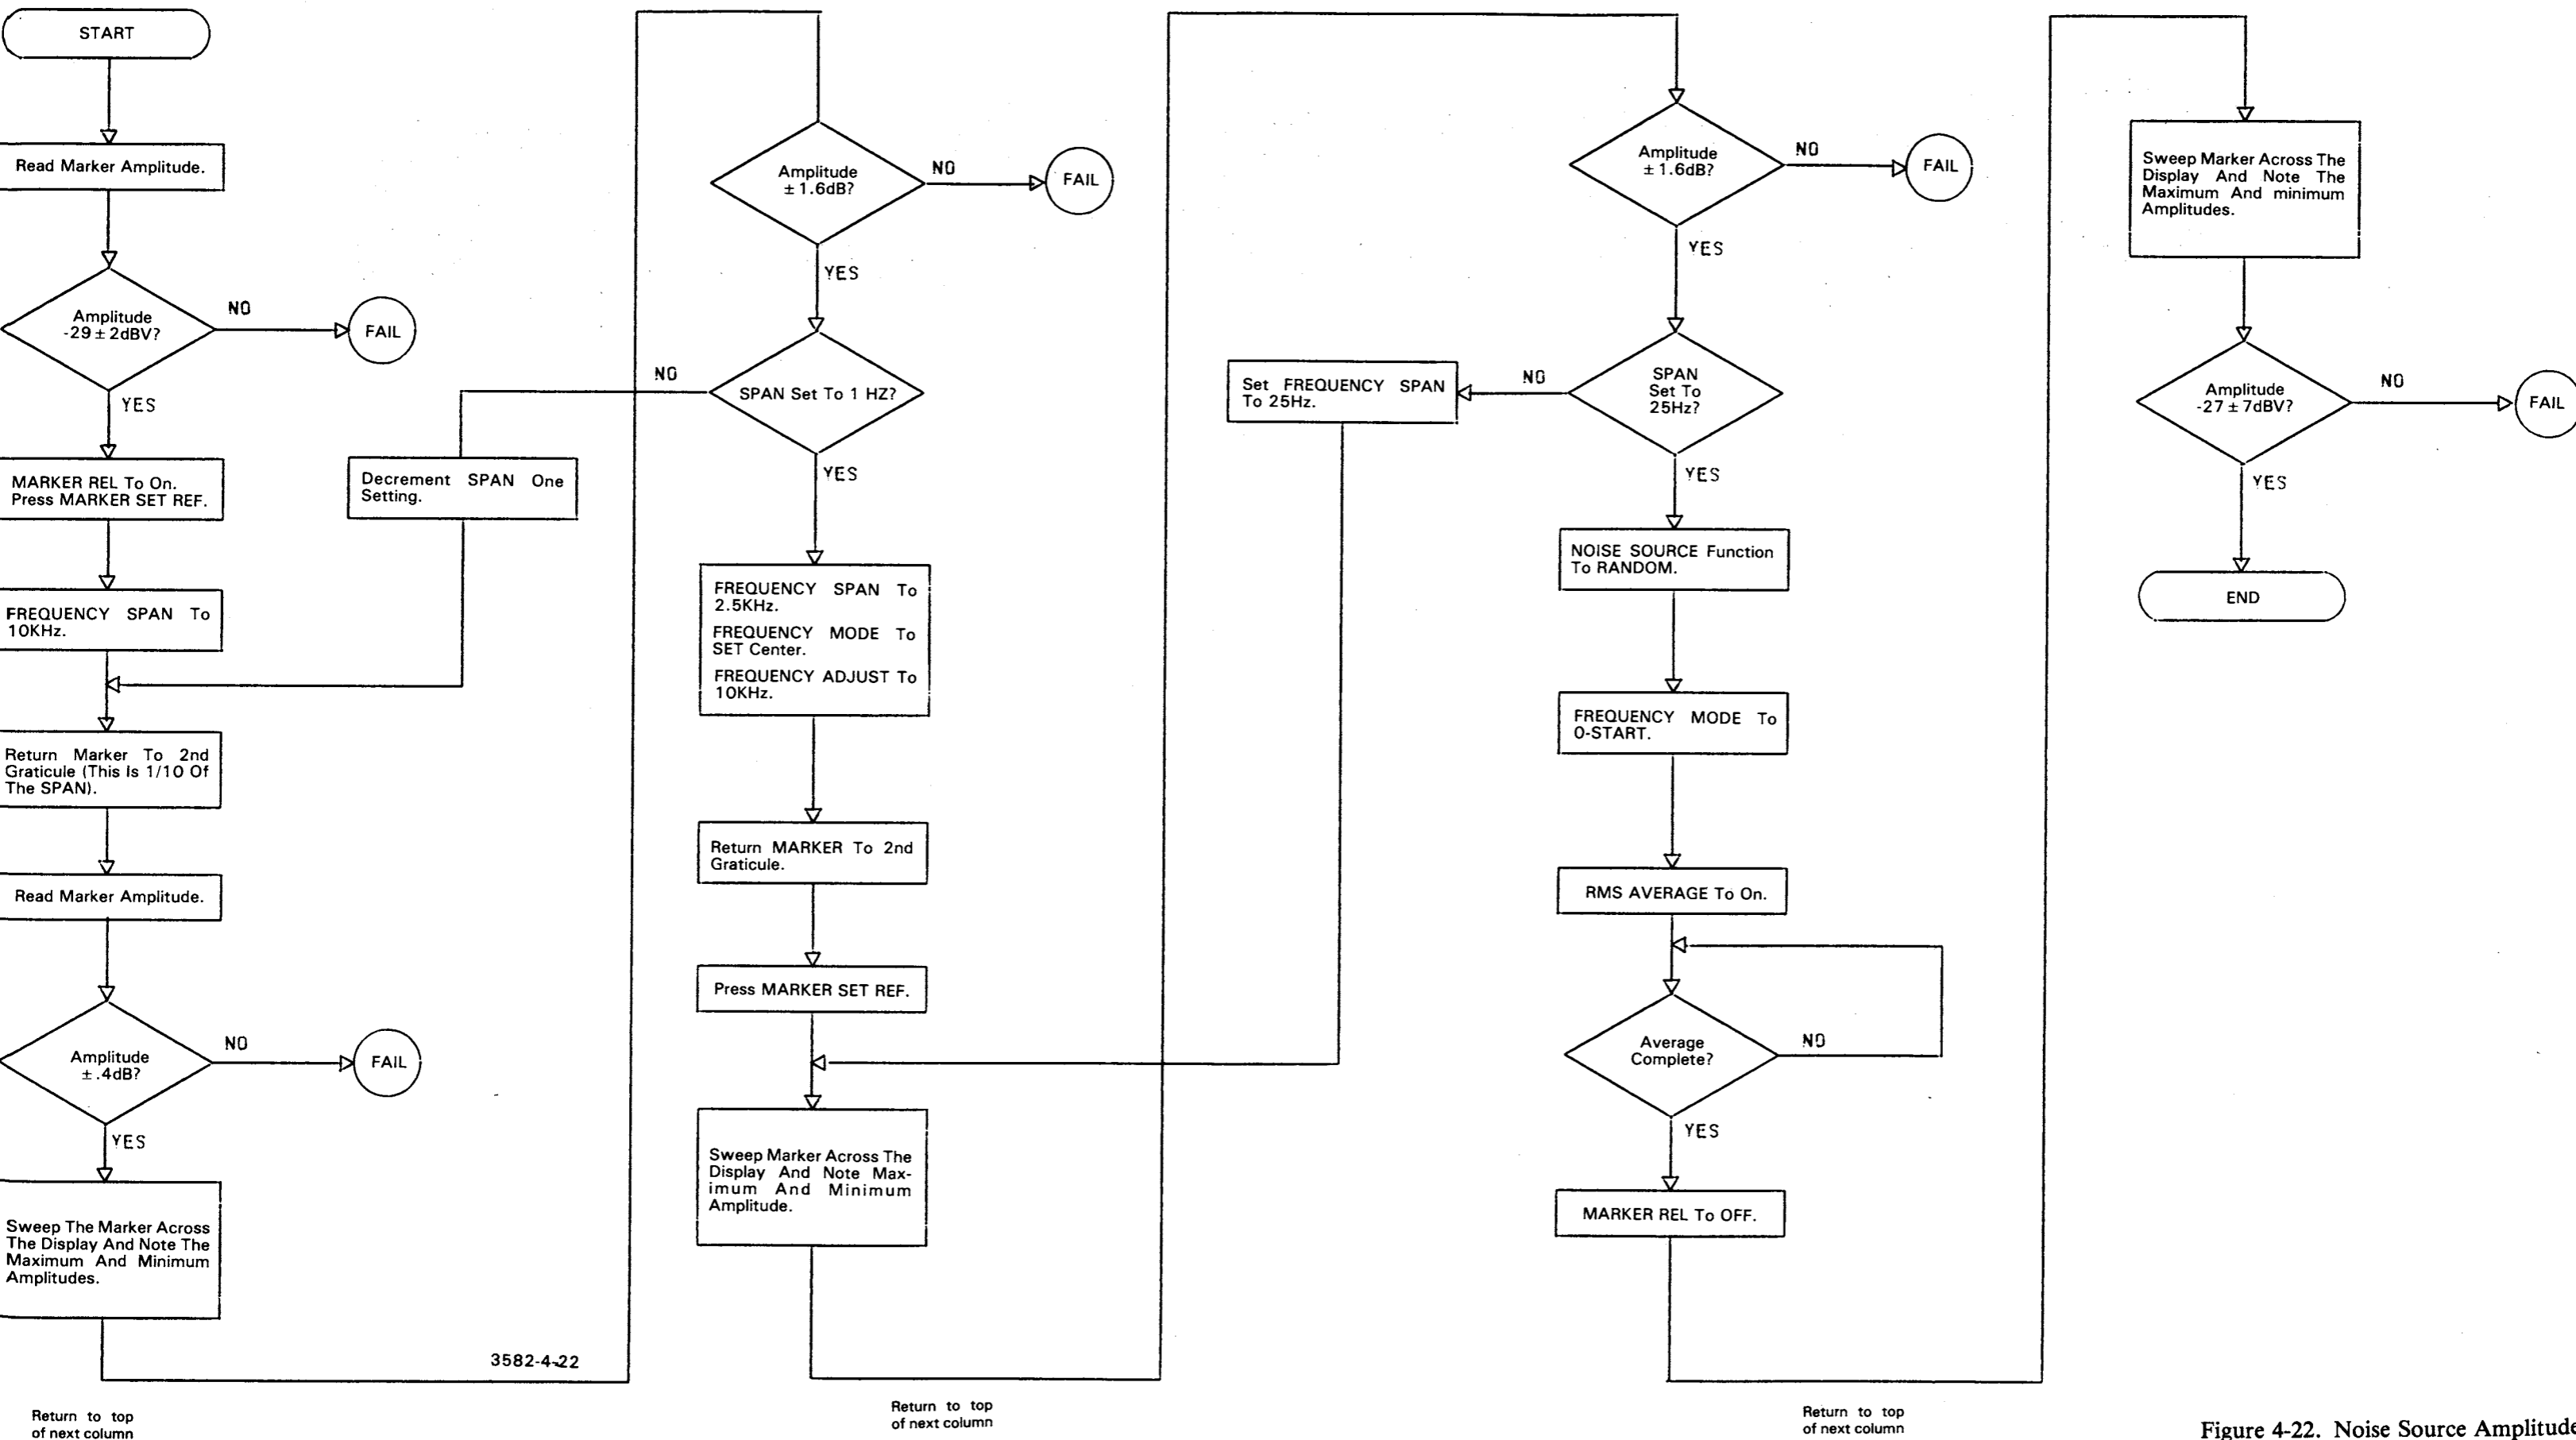 START
Read Marker Amplitude.
Amplitude
-29 ± 2dBV?
NO
FAIL
YES
MARKER REL To On.
Press MARKER SET REF.
FREQUENCY SPAN To
10KHz.
Return Marker To 2nd
Graticule (This Is 1/10 Of
The SPAN).
Read Marker Amplitude.
Amplitude
± .4dB?
NO
FAIL
YES
Sweep The Marker Across
The Display And Note The
Maximum And Minimum
Amplitudes.
3582-4-22
Return to top
of next column
Decrement SPAN One
Setting.
Amplitude
± 1.6dB?
NO
FAIL
YES
SPAN Set To 1 HZ?
NO
YES
FREQUENCY SPAN To
2.5KHz.
FREQUENCY MODE To
SET Center.
FREQUENCY ADJUST To
10KHz.
Return MARKER To 2nd
Graticule.
Press MARKER SET REF.
Sweep Marker Across The
Display And Note Max-
imum And Minimum
Amplitude.
Return to top
of next column
Amplitude
± 1.6dB?
NO
FAIL
YES
SPAN
Set To
25Hz?
NO
Set FREQUENCY SPAN
To 25Hz.
YES
NOISE SOURCE Function
To RANDOM.
FREQUENCY MODE To
0-START.
RMS AVERAGE To On.
Average
Complete?
NO
YES
MARKER REL To OFF.
Return to top
of next column
Sweep Marker Across The
Display And Note The
Maximum And minimum
Amplitudes.
Amplitude
-27 ± 7dBV?
NO
FAIL
YES
END
Figure 4-22. Noise Source Amplitude